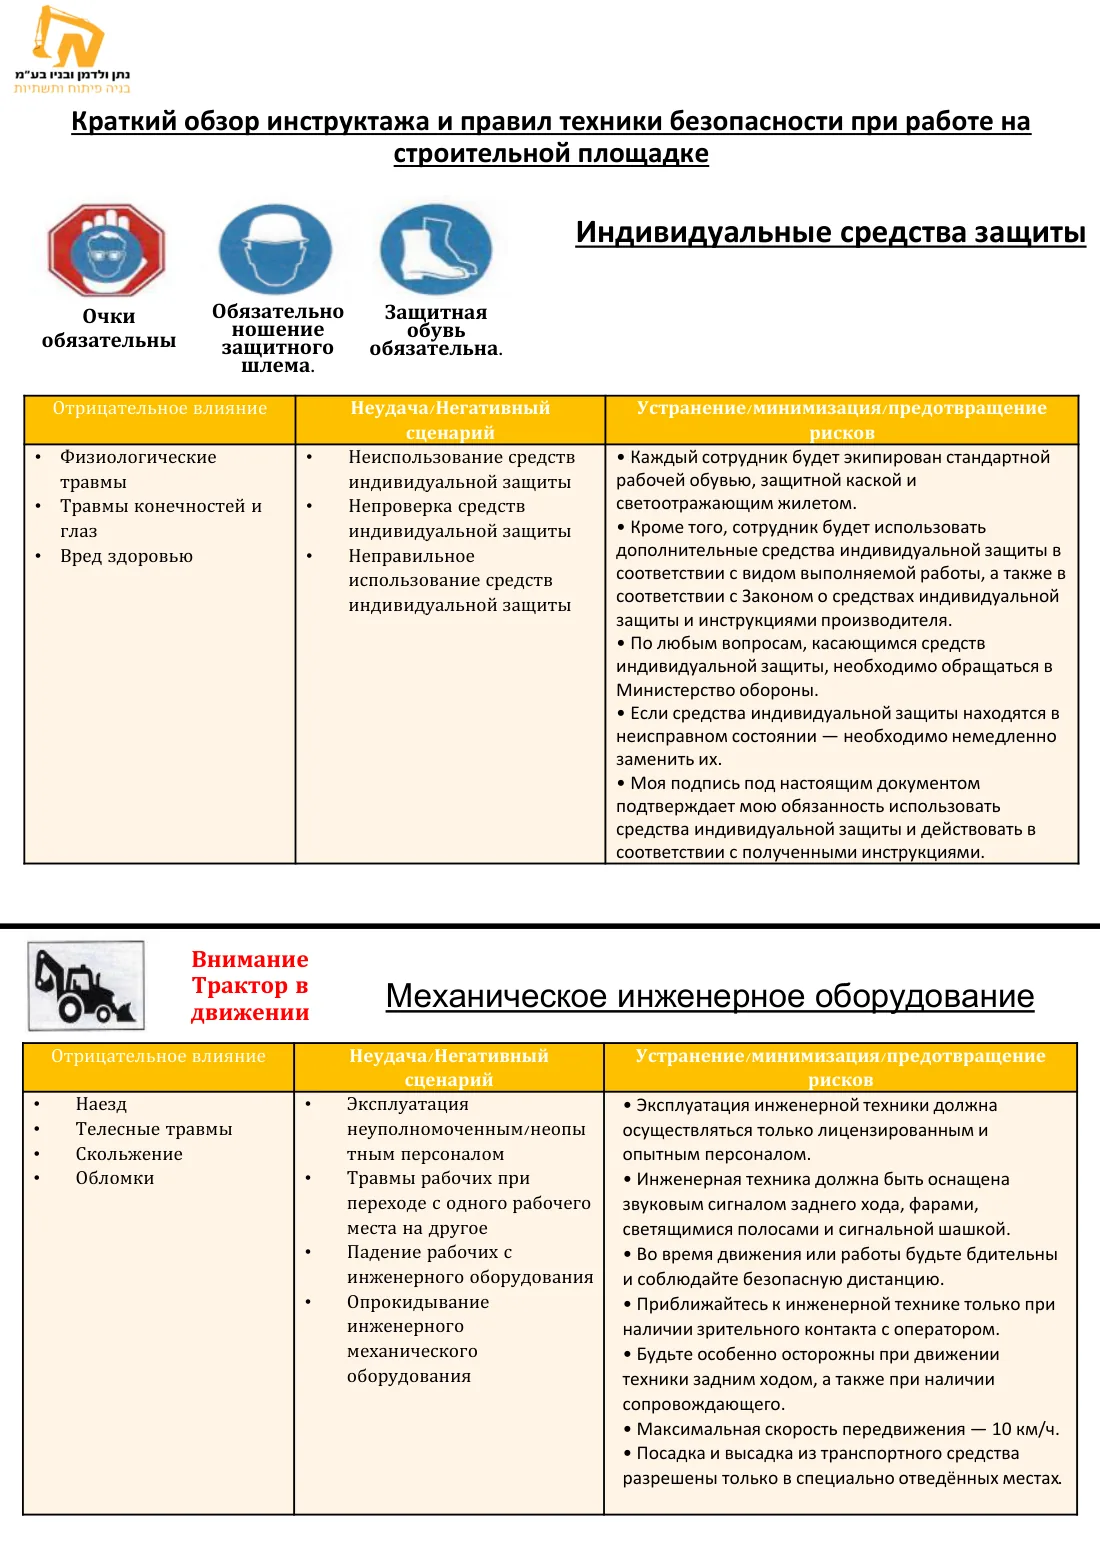 נתן ולדמן ובניו בע"מ
בניה פיתוח ותשתיות
Краткий обзор инструктажа и правил техники безопасности при работе на
строительной площадке
Индивидуальные средства защиты
Очки
обязательны
Обязательно
ношение
защитного
шлема.
Защитная
обувь
обязательна.
Отрицательное влияние
Неудача/Негативный
сценарий
Устранение/минимизация/предотвращение
рисков
• Физиологические
травмы
• Травмы конечностей и
глаз
• Вред здоровью
• Неиспользование средств
индивидуальной защиты
• Непроверка средств
индивидуальной защиты
• Неправильное
использование средств
индивидуальной защиты
• Каждый сотрудник будет экипирован стандартной
рабочей обувью, защитной каской и
светоотражающим жилетом.
• Кроме того, сотрудник будет использовать
дополнительные средства индивидуальной защиты в
соответствии с видом выполняемой работы, а также в
соответствии с Законом о средствах индивидуальной
защиты и инструкциями производителя.
• По любым вопросам, касающимся средств
индивидуальной защиты, необходимо обращаться в
Министерство обороны.
• Если средства индивидуальной защиты находятся в
неисправном состоянии — необходимо немедленно
заменить их.
• Моя подпись под настоящим документом
подтверждает мою обязанность использовать
средства индивидуальной защиты и действовать в
соответствии с полученными инструкциями.
Внимание
Трактор в
движении
Механическое инженерное оборудование
Отрицательное влияние
Неудача/Негативный
сценарий
Устранение/минимизация/предотвращение
рисков
• Наезд
• Телесные травмы
• Скольжение
• Обломки
• Эксплуатация
неуполномоченным/неопы
тным персоналом
• Травмы рабочих при
переходе с одного рабочего
места на другое
• Падение рабочих с
инженерного оборудования
• Опрокидывание
инженерного
механического
оборудования
• Эксплуатация инженерной техники должна
осуществляться только лицензированным и
опытным персоналом.
• Инженерная техника должна быть оснащена
звуковым сигналом заднего хода, фарами,
светящимися полосами и сигнальной шашкой.
• Во время движения или работы будьте бдительны
и соблюдайте безопасную дистанцию.
• Приближайтесь к инженерной технике только при
наличии зрительного контакта с оператором.
• Будьте особенно осторожны при движении
техники задним ходом, а также при наличии
сопровождающего.
• Максимальная скорость передвижения — 10 км/ч.
• Посадка и высадка из транспортного средства
разрешены только в специально отведённых местах.